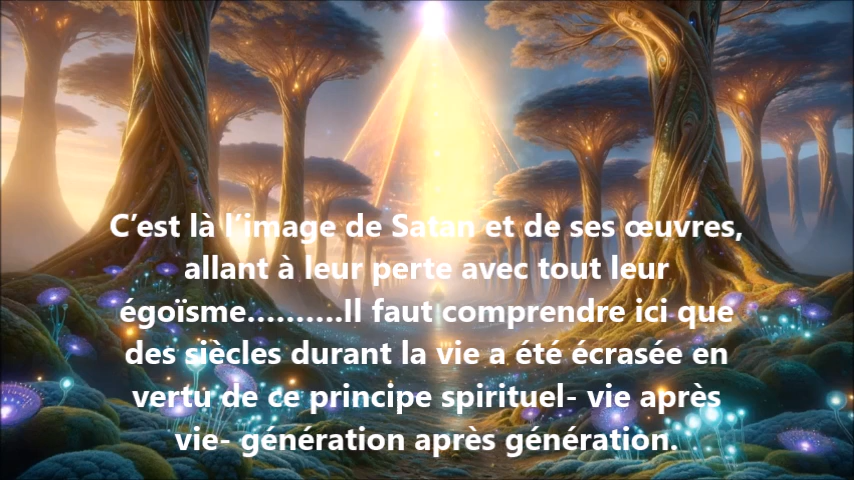 C’est là l’image de Satan et de ses œuvres,
allant à leur perte avec tout leur
égoïsme……….Il faut comprendre ici que
des siècles durant la vie a été écrasée en
vertu de ce principe spirituel- vie après
vie- génération après génération.